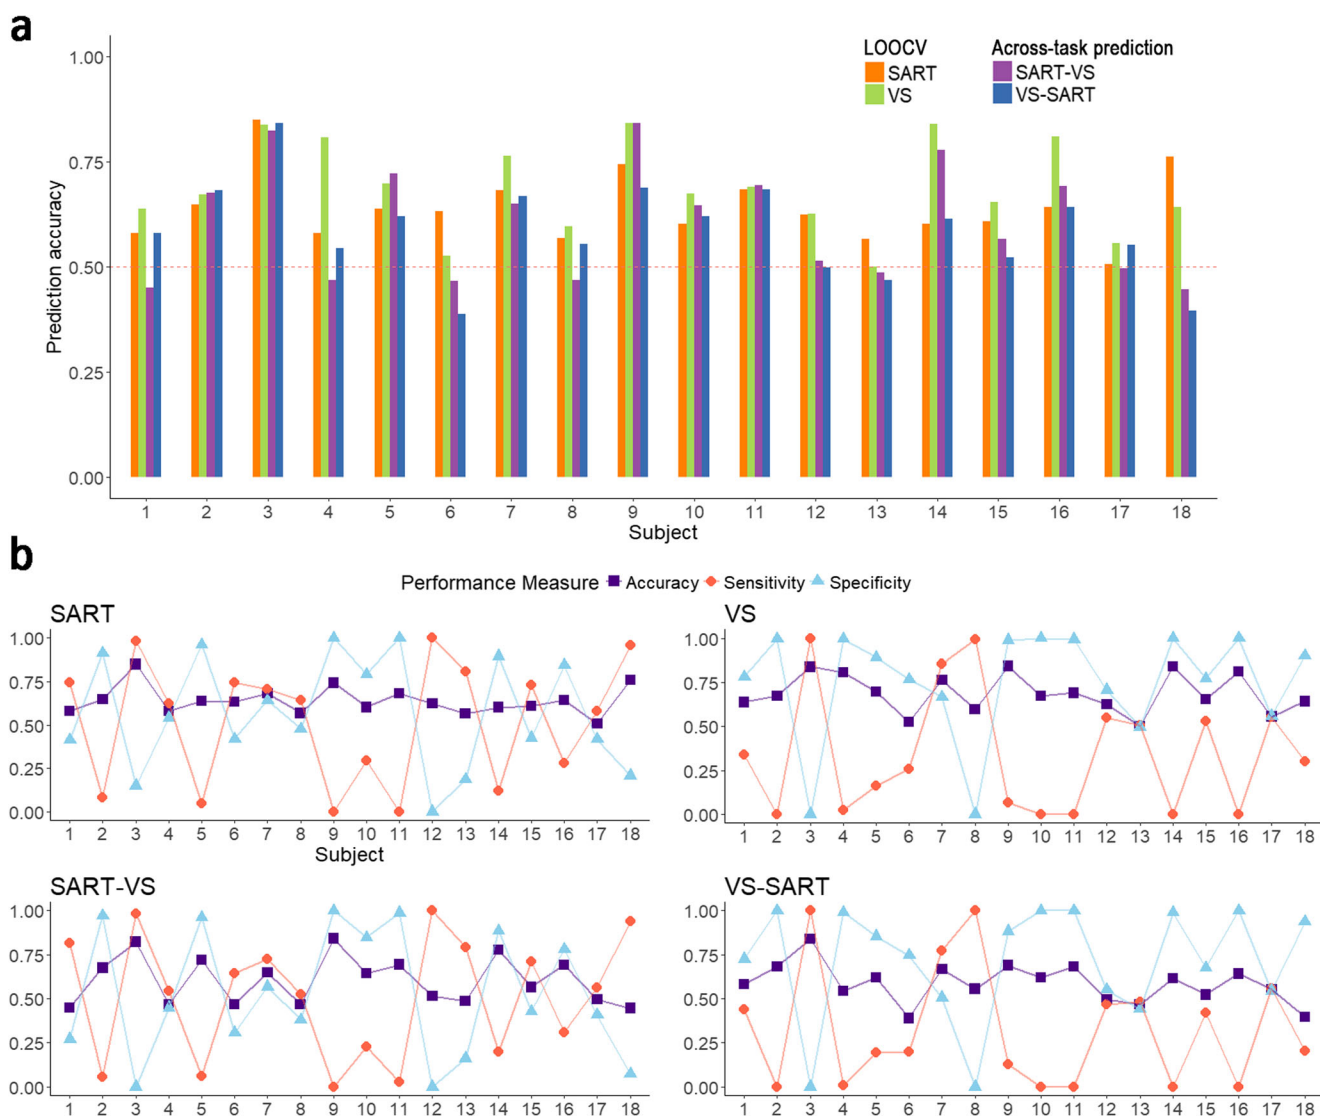 a
LOOCV Across-task prediction
SART SART-VS
VS VS-SART
Prediction accuracy
1.00
0.75
0.50
0.25
0.00
1 2 3 4 5 6 7 8 9 10 11 12 13 14 15 16 17 18
Subject
b
Performance Measure Accuracy Sensitivity Specificity
SART
1.00
0.75
0.50
0.25
0.00
1 2 3 4 5 6 7 8 9 10 11 12 13 14 15 16 17 18
Subject
VS
1.00
0.75
0.50
0.25
0.00
1 2 3 4 5 6 7 8 9 10 11 12 13 14 15 16 17 18
SART-VS
1.00
0.75
0.50
0.25
0.00
1 2 3 4 5 6 7 8 9 10 11 12 13 14 15 16 17 18
VS-SART
1.00
0.75
0.50
0.25
0.00
1 2 3 4 5 6 7 8 9 10 11 12 13 14 15 16 17 18